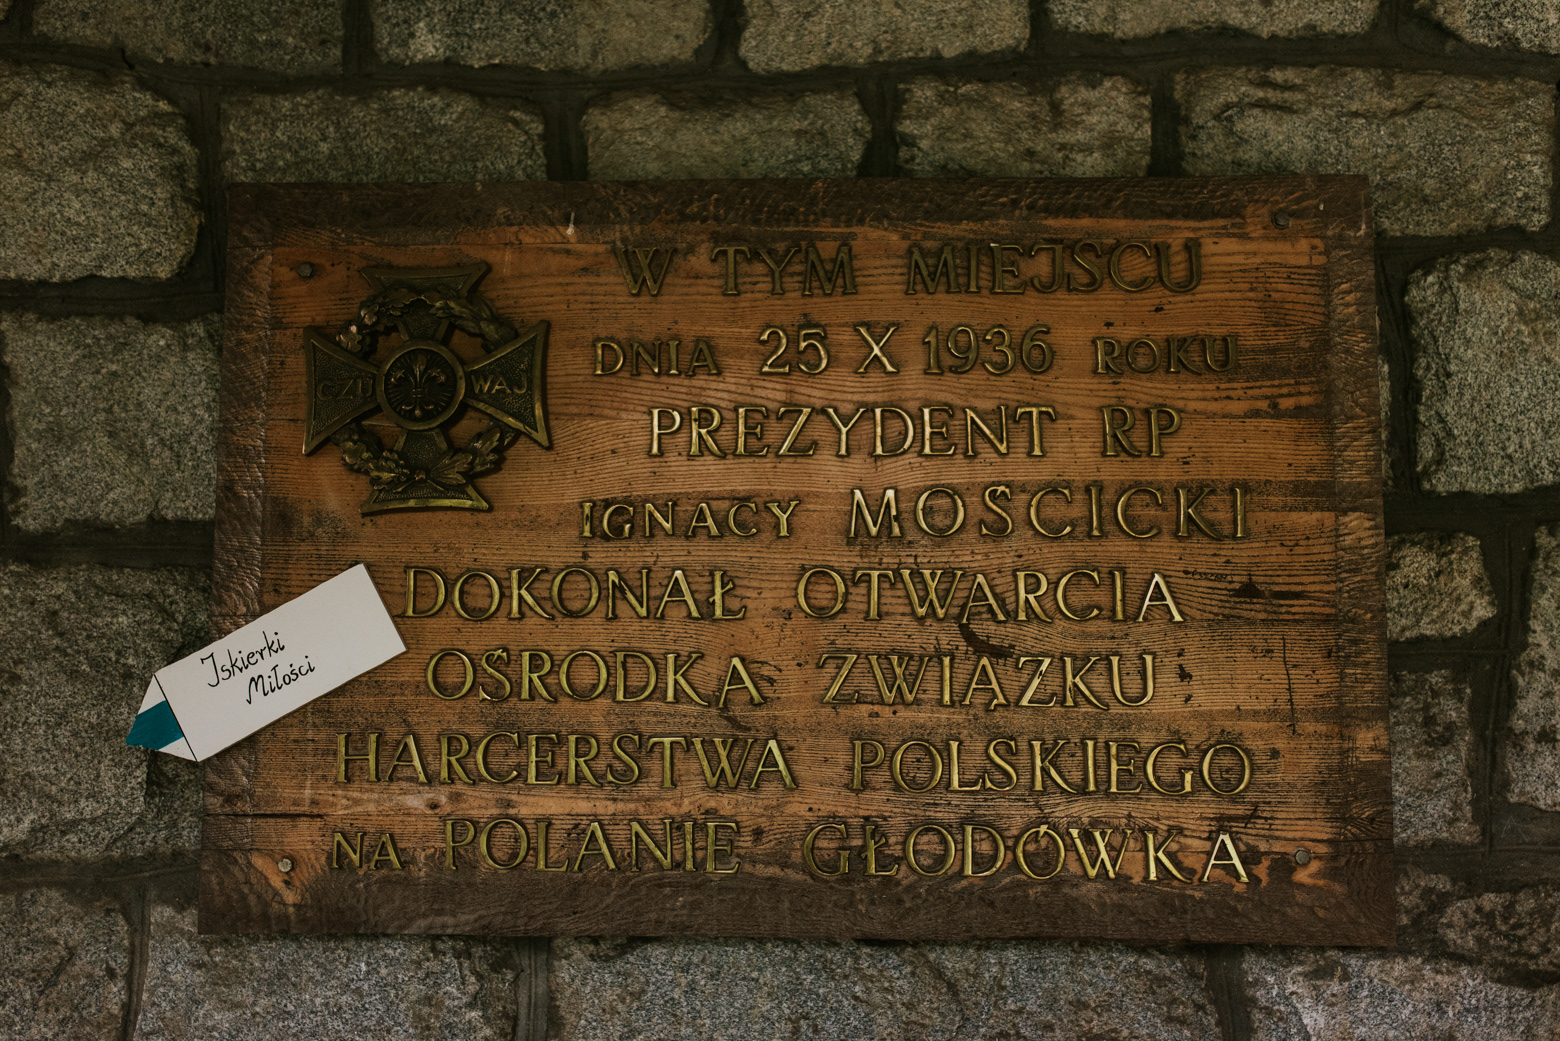 W TYM MIEJSCU
DNIA 25 X 1936 ROKU
PREZYDENT RP
IGNACY MOŚCICKI
DOKONAŁ OTWARCIA
OŚRODKA ZWIĄZKU
HARCERSTWA POLSKIEGO
NA POLANIE GŁODÓWKA
CZU WAJ
Iskierki
Miłości